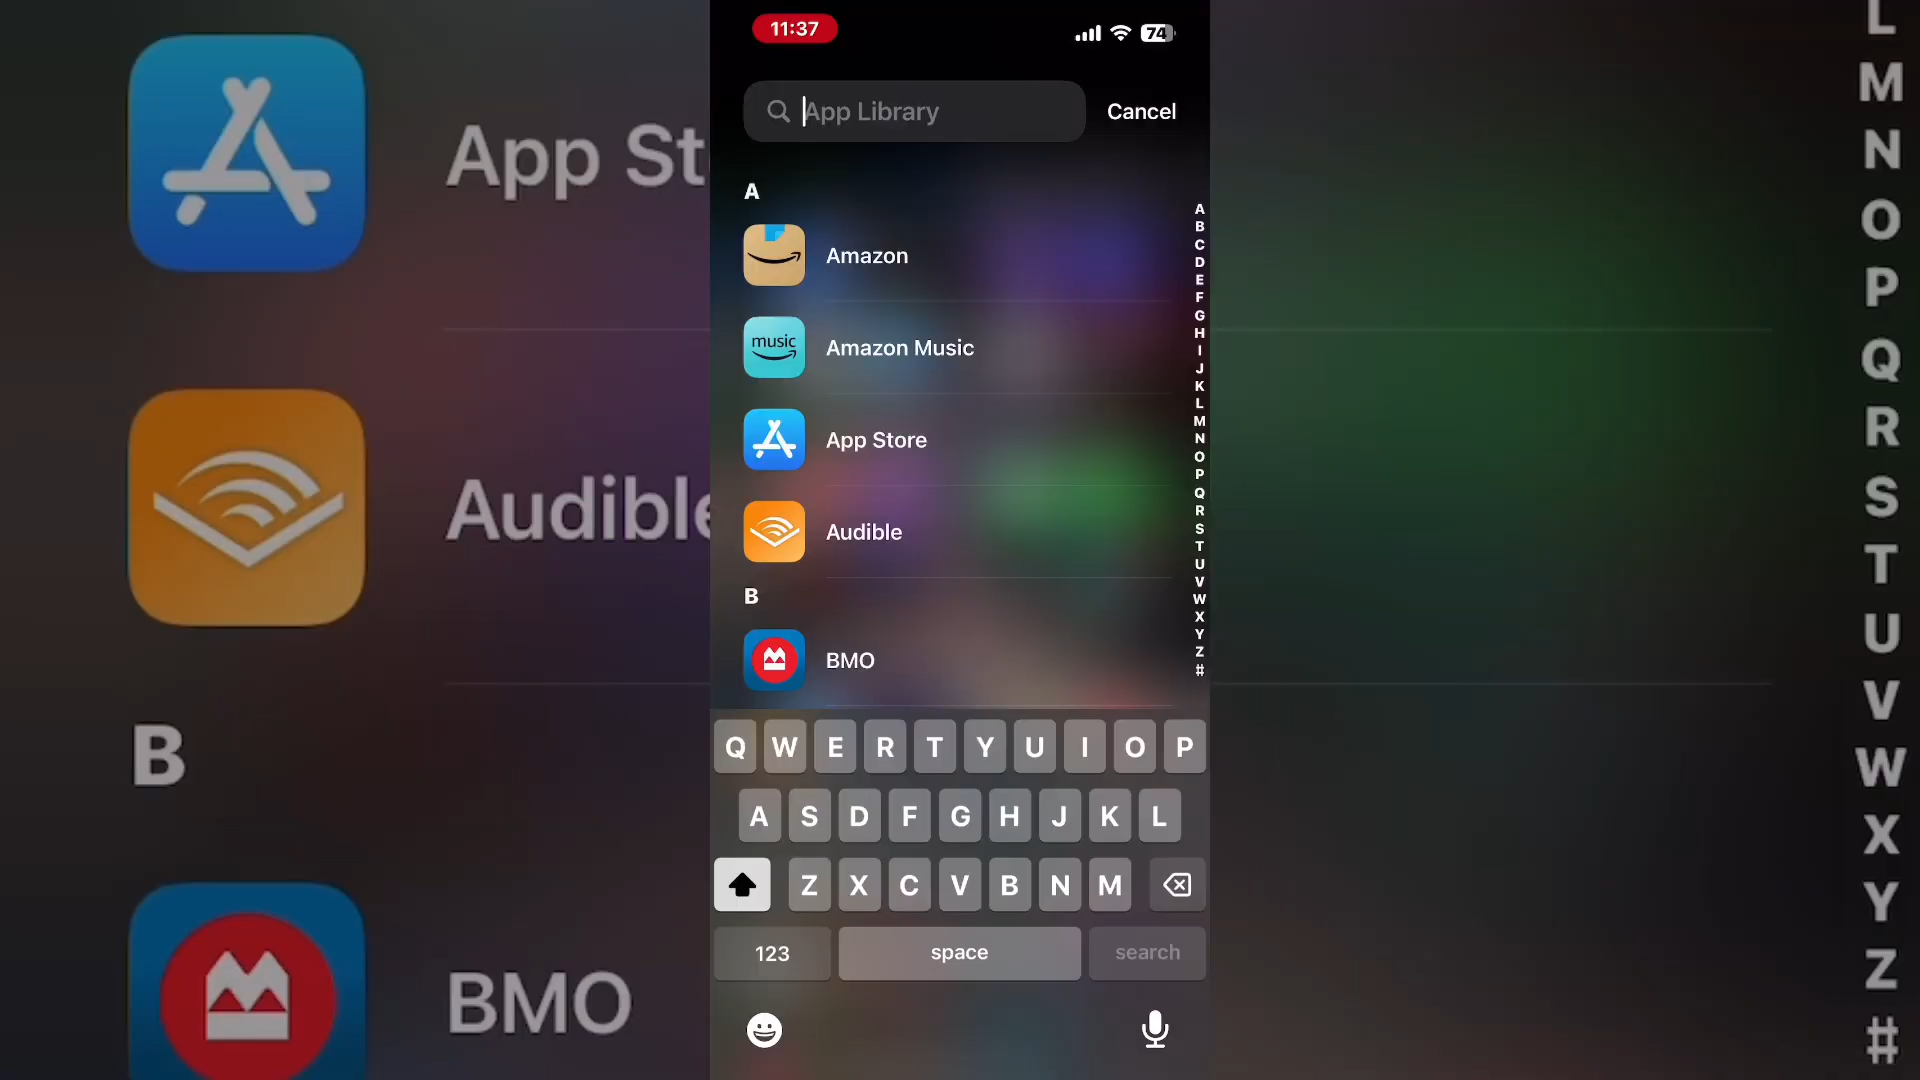 11:37
74
App Library
Cancel
A
Amazon
music
Amazon Music
App Store
Audible
B
BMO
A
B
C
D
E
F
G
H
I
J
K
L
M
N
O
P
Q
R
S
T
U
V
W
X
Y
Z
#
Q W E R T Y U I O P
A S D F G H J K L
Z X C V B N M
123
space
search
App St
Audible
B
BMO
L
M
N
O
P
Q
R
S
T
U
V
W
X
Y
Z
#